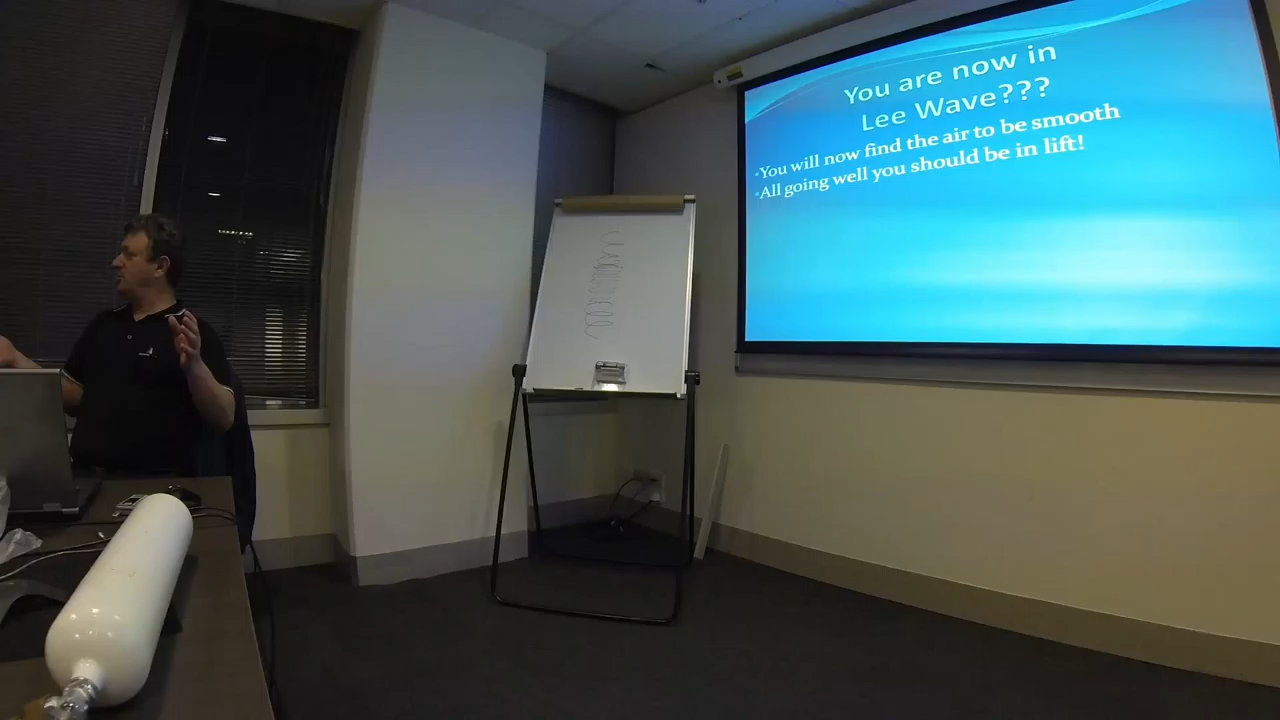 You are now in
Lee Wave???
•You will now find the air to be smooth
•All going well you should be in lift!